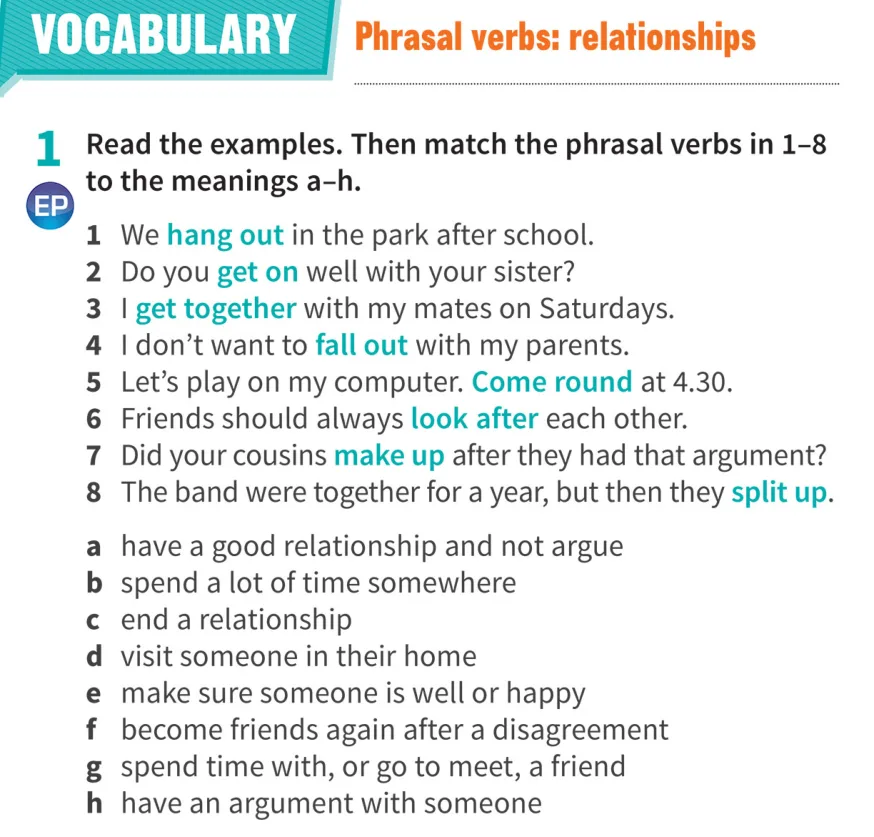 VOCABULARY
Phrasal verbs: relationships
1 Read the examples. Then match the phrasal verbs in 1–8
to the meanings a–h.
EP
1 We hang out in the park after school.
2 Do you get on well with your sister?
3 I get together with my mates on Saturdays.
4 I don't want to fall out with my parents.
5 Let's play on my computer. Come round at 4.30.
6 Friends should always look after each other.
7 Did your cousins make up after they had that argument?
8 The band were together for a year, but then they split up.
a have a good relationship and not argue
b spend a lot of time somewhere
c end a relationship
d visit someone in their home
e make sure someone is well or happy
f become friends again after a disagreement
g spend time with, or go to meet, a friend
h have an argument with someone